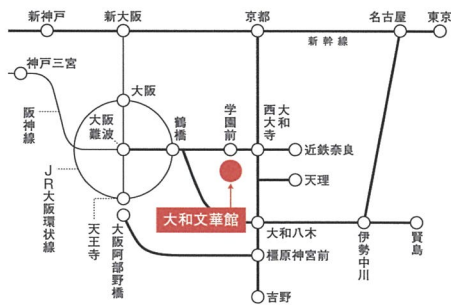 新神戸
新大阪
京都
名古屋
東京
新幹線
神戸三宮
大阪
阪神線
大阪難波
鶴橋
学園前
大和西大寺
近鉄奈良
天理
JR大阪環状線
天王寺
大阪阿部野橋
大和文華館
大和八木
橿原神宮前
吉野
伊勢中川
賢島